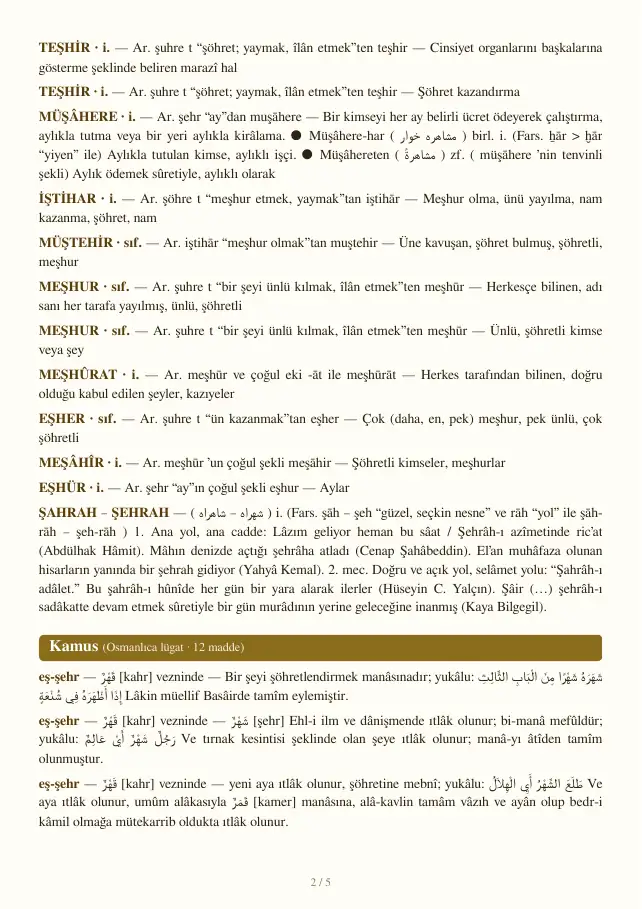 TEŞHİR · i. — Ar. şuhre t “şöhret; yaymak, îlân etmek”ten teşhir — Cinsiyet organlarını başkalarına
gösterme şeklinde beliren marazî hal
TEŞHİR · i. — Ar. şuhre t “şöhret; yaymak, îlân etmek”ten teşhir — Şöhret kazandırma
MÜŞÂHERE · i. — Ar. şehr “ay”dan muşāhere — Bir kimseyi her ay belirli ücret ödeyerek çalıştırma,
aylıkla tutma veya bir yeri aylıkla kirâlama. ● Müşâhere-har ( مشاهره خوار ) birl. i. (Fars. ḫār > ḫār
“yiyen” ile) Aylıkla tutulan kimse, aylıklı işçi. ● Müşâhereten ( مشاهرةً ) zf. ( müşāhere ’nin tenvinli
şekli) Aylık ödemek sûretiyle, aylıklı olarak
İŞTİHAR · i. — Ar. şöhre t “meşhur etmek, yaymak”tan iştihār — Meşhur olma, ünü yayılma, nam
kazanma, şöhret, nam
MÜŞTEHİR · sıf. — Ar. iştihār “meşhur olmak”tan muştehir — Üne kavuşan, şöhret bulmuş, şöhretli,
meşhur
MEŞHUR · sıf. — Ar. şuhre t “bir şeyi ünlü kılmak, îlân etmek”ten meşhūr — Herkesçe bilinen, adı
sanı her tarafa yayılmış, ünlü, şöhretli
MEŞHUR · sıf. — Ar. şuhre t “bir şeyi ünlü kılmak, îlân etmek”ten meşhūr — Ünlü, şöhretli kimse
veya şey
MEŞHÛRAT · i. — Ar. meşhūr ve çoğul eki -āt ile meşhūrāt — Herkes tarafından bilinen, doğru
olduğu kabul edilen şeyler, kazıyeler
EŞHER · sıf. — Ar. şuhre t “ün kazanmak”tan eşher — Çok (daha, en, pek) meşhur, pek ünlü, çok
şöhretli
MEŞÂHÎR · i. — Ar. meşhūr ’un çoğul şekli meşāhir — Şöhretli kimseler, meşhurlar
EŞHÜR · i. — Ar. şehr “ay”ın çoğul şekli eşhur — Aylar
ŞAHRAH – ŞEHRAH — ( شهراه – شاهراه ) i. (Fars. şāh – şeh “güzel, seçkin nesne” ve rāh “yol” ile şāh-
rāh – şeh-rāh ) 1. Ana yol, ana cadde: Lâzım geliyor heman bu sâat / Şehrâh-ı azîmetinde ric’at
(Abdülhak Hâmit). Mâhın denizde açtığı şehrâha atladı (Cenap Şahâbeddin). El’an muhâfaza olunan
hisarların yanında bir şehrah gidiyor (Yahyâ Kemal). 2. mec. Doğru ve açık yol, selâmet yolu: “Şahrâh-ı
adâlet.” Bu şahrâh-ı hûnîde her gün bir yara alarak ilerler (Hüseyin C. Yalçın). Şâir (…) şehrâh-ı
sadâkatte devam etmek sûretiyle bir gün murâdının yerine geleceğine inanmış (Kaya Bilgegil).
Kamus (Osmanlıca lügat · 12 madde)
eş-şehr — قَهْرٌ [kahr] vezninde — Bir şeyi şöhretlendirmek manâsınadır; yukâlu: شَهَرَهُ شَهْرًا مِنَ الْبَابِ الثَّالِثِ
إِذَا أَظْهَرَهُ فِي شُنْعَةٍ Lâkin müellif Basâirde tamîm eylemiştir.
eş-şehr — قَهْرٌ [kahr] vezninde — شَهْرٌ [şehr] Ehl-i ilm ve dânişmende ıtlâk olunur; bi-manâ mefûldür;
yukâlu: رَجُلٌ شَهْرٌ أَيْ عَالِمٌ Ve tırnak kesintisi şeklinde olan şeye ıtlâk olunur; manâ-yı âtîden tamîm
olunmuştur.
eş-şehr — قَهْرٌ [kahr] vezninde — yeni aya ıtlâk olunur, şöhretine mebnî; yukâlu: طَلَعَ الشَّهْرُ أَيِ الْهِلاَلُ Ve
aya ıtlâk olunur, umûm alâkasıyla قَمَرٌ [kamer] manâsına, alâ-kavlin tamâm vâzıh ve ayân olup bedr-i
kâmil olmağa mütekarrib oldukta ıtlâk olunur.
2 / 5